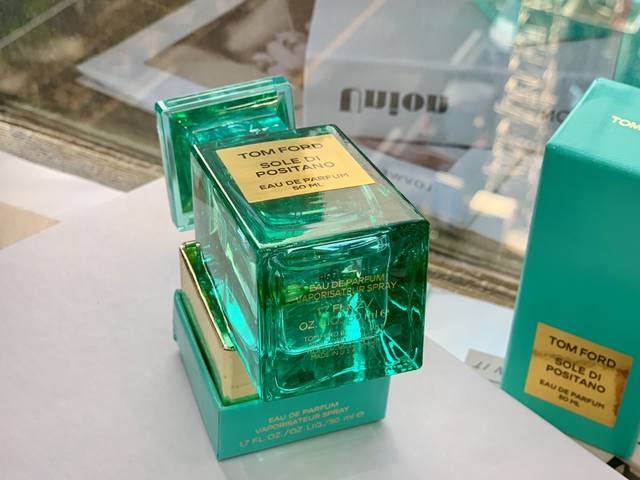 Union
TOM FORD
SOLE DI
POSITANO
EAU DE PARFUM
50 ML
EAU DE PARFUM
VAPORISATEUR SPRAY
OZ.
EAU DE PARFUM
VAPORISATEUR SPRAY
1.7 FL.OZ./OZ LIQ./50 ml e
TOM
TOM FORD
SOLE DI
POSITANO
EAU DE PARFUM
50 ML